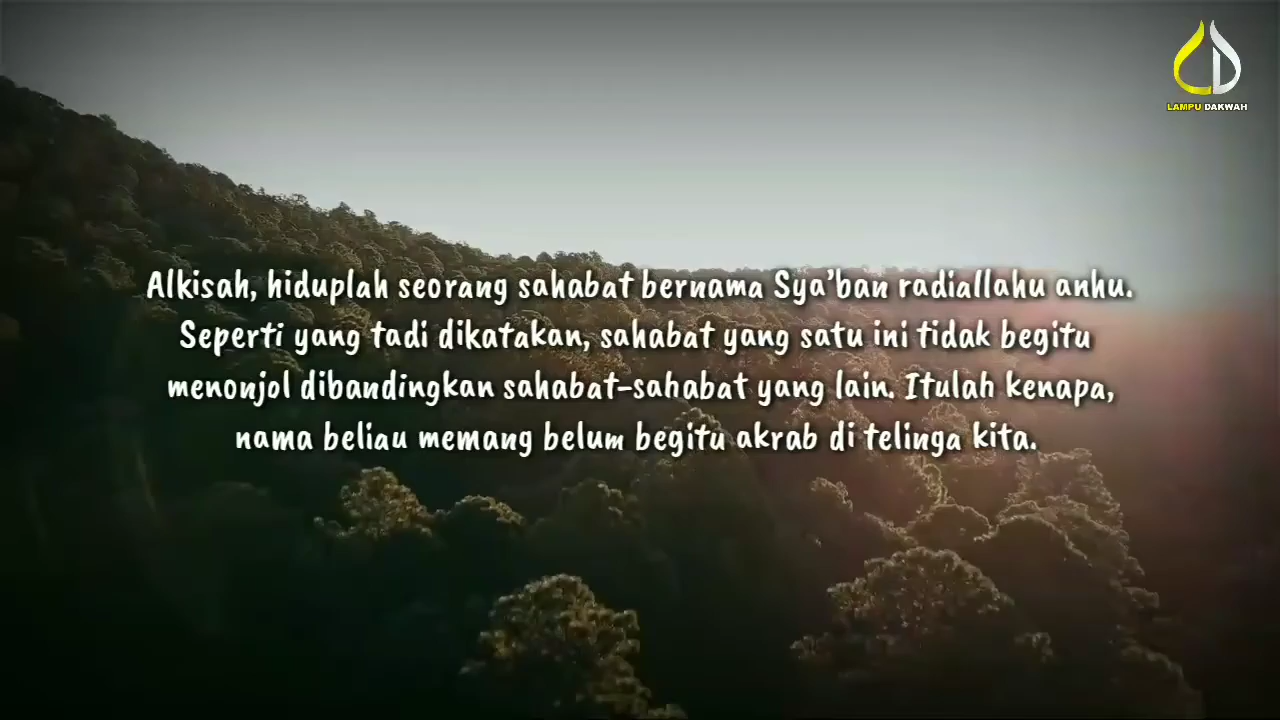 LAMPU DAKWAH
Alkisah, hiduplah seorang sahabat bernama Sya'ban radiallahu anhu.
Seperti yang tadi dikatakan, sahabat yang satu ini tidak begitu
menonjol dibandingkan sahabat-sahabat yang lain. Itulah kenapa,
nama beliau memang belum begitu akrab di telinga kita.